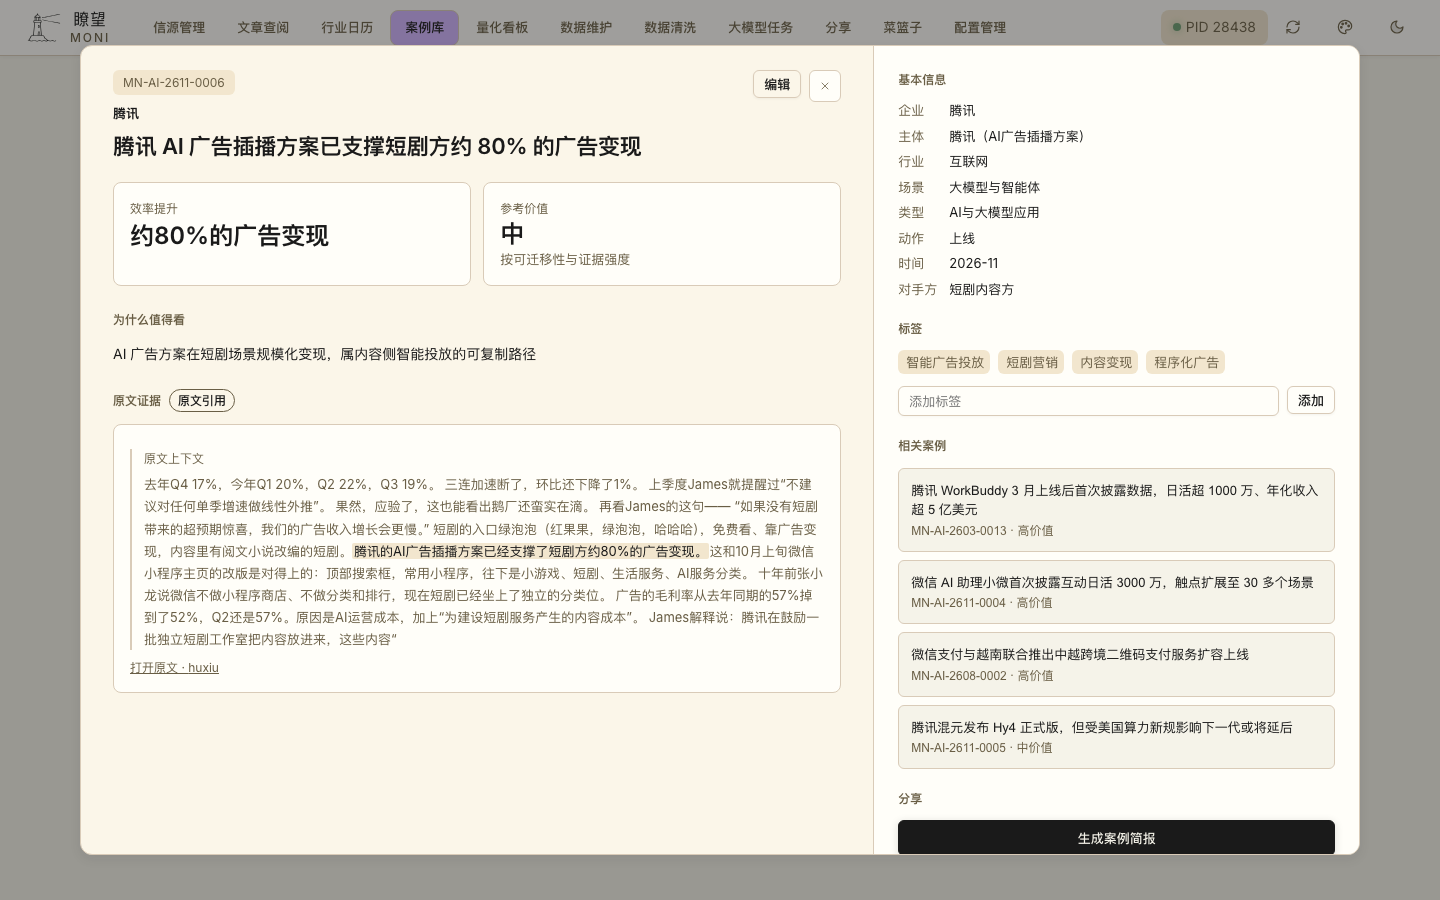 瞭望
MONI
信源管理
文章查阅
行业日历
案例库
量化看板
数据维护
数据清洗
大模型任务
分享
菜篮子
配置管理
PID 28438
MN-AI-2611-0006
编辑
×
腾讯
腾讯 AI 广告插播方案已支撑短剧方约 80% 的广告变现
效率提升
约80%的广告变现
参考价值
中
按可迁移性与证据强度
为什么值得看
AI 广告方案在短剧场景规模化变现，属内容侧智能投放的可复制路径
原文证据
原文引用
原文上下文
去年Q4 17%，今年Q1 20%，Q2 22%，Q3 19%。 三连加速断了，环比还下降了1%。 上季度James就提醒过“不建
议对任何单季增速做线性外推”。 果然，应验了，这也能看出鹅厂还蛮实在滴。 再看James的这句—— “如果没有短剧
带来的超预期惊喜，我们的广告收入增长会更慢。” 短剧的入口绿泡泡（红果果，绿泡泡，哈哈哈），免费看、靠广告变
现，内容里有阅文小说改编的短剧。腾讯的AI广告插播方案已经支撑了短剧方约80%的广告变现。这和10月上旬微信
小程序主页的改版是对得上的：顶部搜索框，常用小程序，往下是小游戏、短剧、生活服务、AI服务分类。 十年前张小
龙说微信不做小程序商店、不做分类和排行，现在短剧已经坐上了独立的分类位。 广告的毛利率从去年同期的57%掉
到了52%，Q2还是57%。原因是AI运营成本，加上“为建设短剧服务产生的内容成本”。 James解释说：腾讯在鼓励一
批独立短剧工作室把内容放进来，这些内容“
打开原文 · huxiu
基本信息
企业 腾讯
主体 腾讯（AI广告插播方案）
行业 互联网
场景 大模型与智能体
类型 AI与大模型应用
动作 上线
时间 2026-11
对手方 短剧内容方
标签
智能广告投放 短剧营销 内容变现 程序化广告
添加标签
添加
相关案例
腾讯 WorkBuddy 3 月上线后首次披露数据，日活超 1000 万、年化收入
超 5 亿美元
MN-AI-2603-0013 · 高价值
微信 AI 助理小微首次披露互动日活 3000 万，触点扩展至 30 多个场景
MN-AI-2611-0004 · 高价值
微信支付与越南联合推出中越跨境二维码支付服务扩容上线
MN-AI-2608-0002 · 高价值
腾讯混元发布 Hy4 正式版，但受美国算力新规影响下一代或将延后
MN-AI-2611-0005 · 中价值
分享
生成案例简报